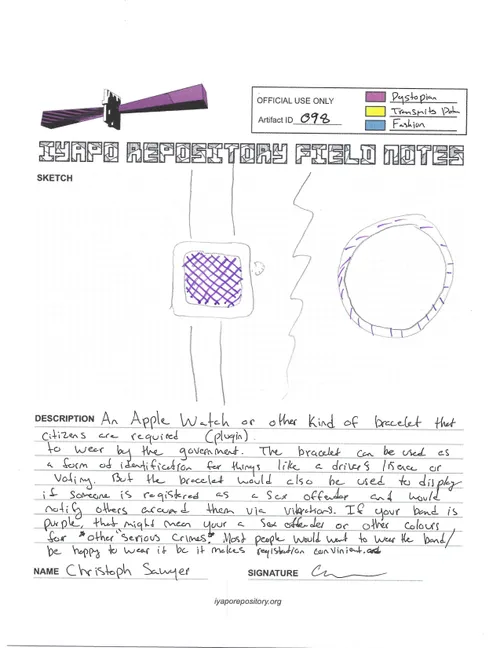 OFFICIAL USE ONLY
Artifact ID 098
Dystopian
Transmits Data
Fashion
IYAPO REPOSITORY FIELD NOTES
SKETCH
DESCRIPTION An Apple Watch or other Kind of bracelet that
citizens are required (plugin)
to wear by the government. The bracelet can be used as
a form of identification for things like a drivers lisence or
Voting. But the bracelet would also be used to display
if someone is registered as a Sex offender and would
notify others around them via vibrations. If your band is
purple, that might mean your a Sex offender or other colours
for "other "serious crimes." Most people would want to wear the band/
be happy to wear it bc it makes registration convinient.
NAME Christoph Sawyer
SIGNATURE
iyaporepository.org